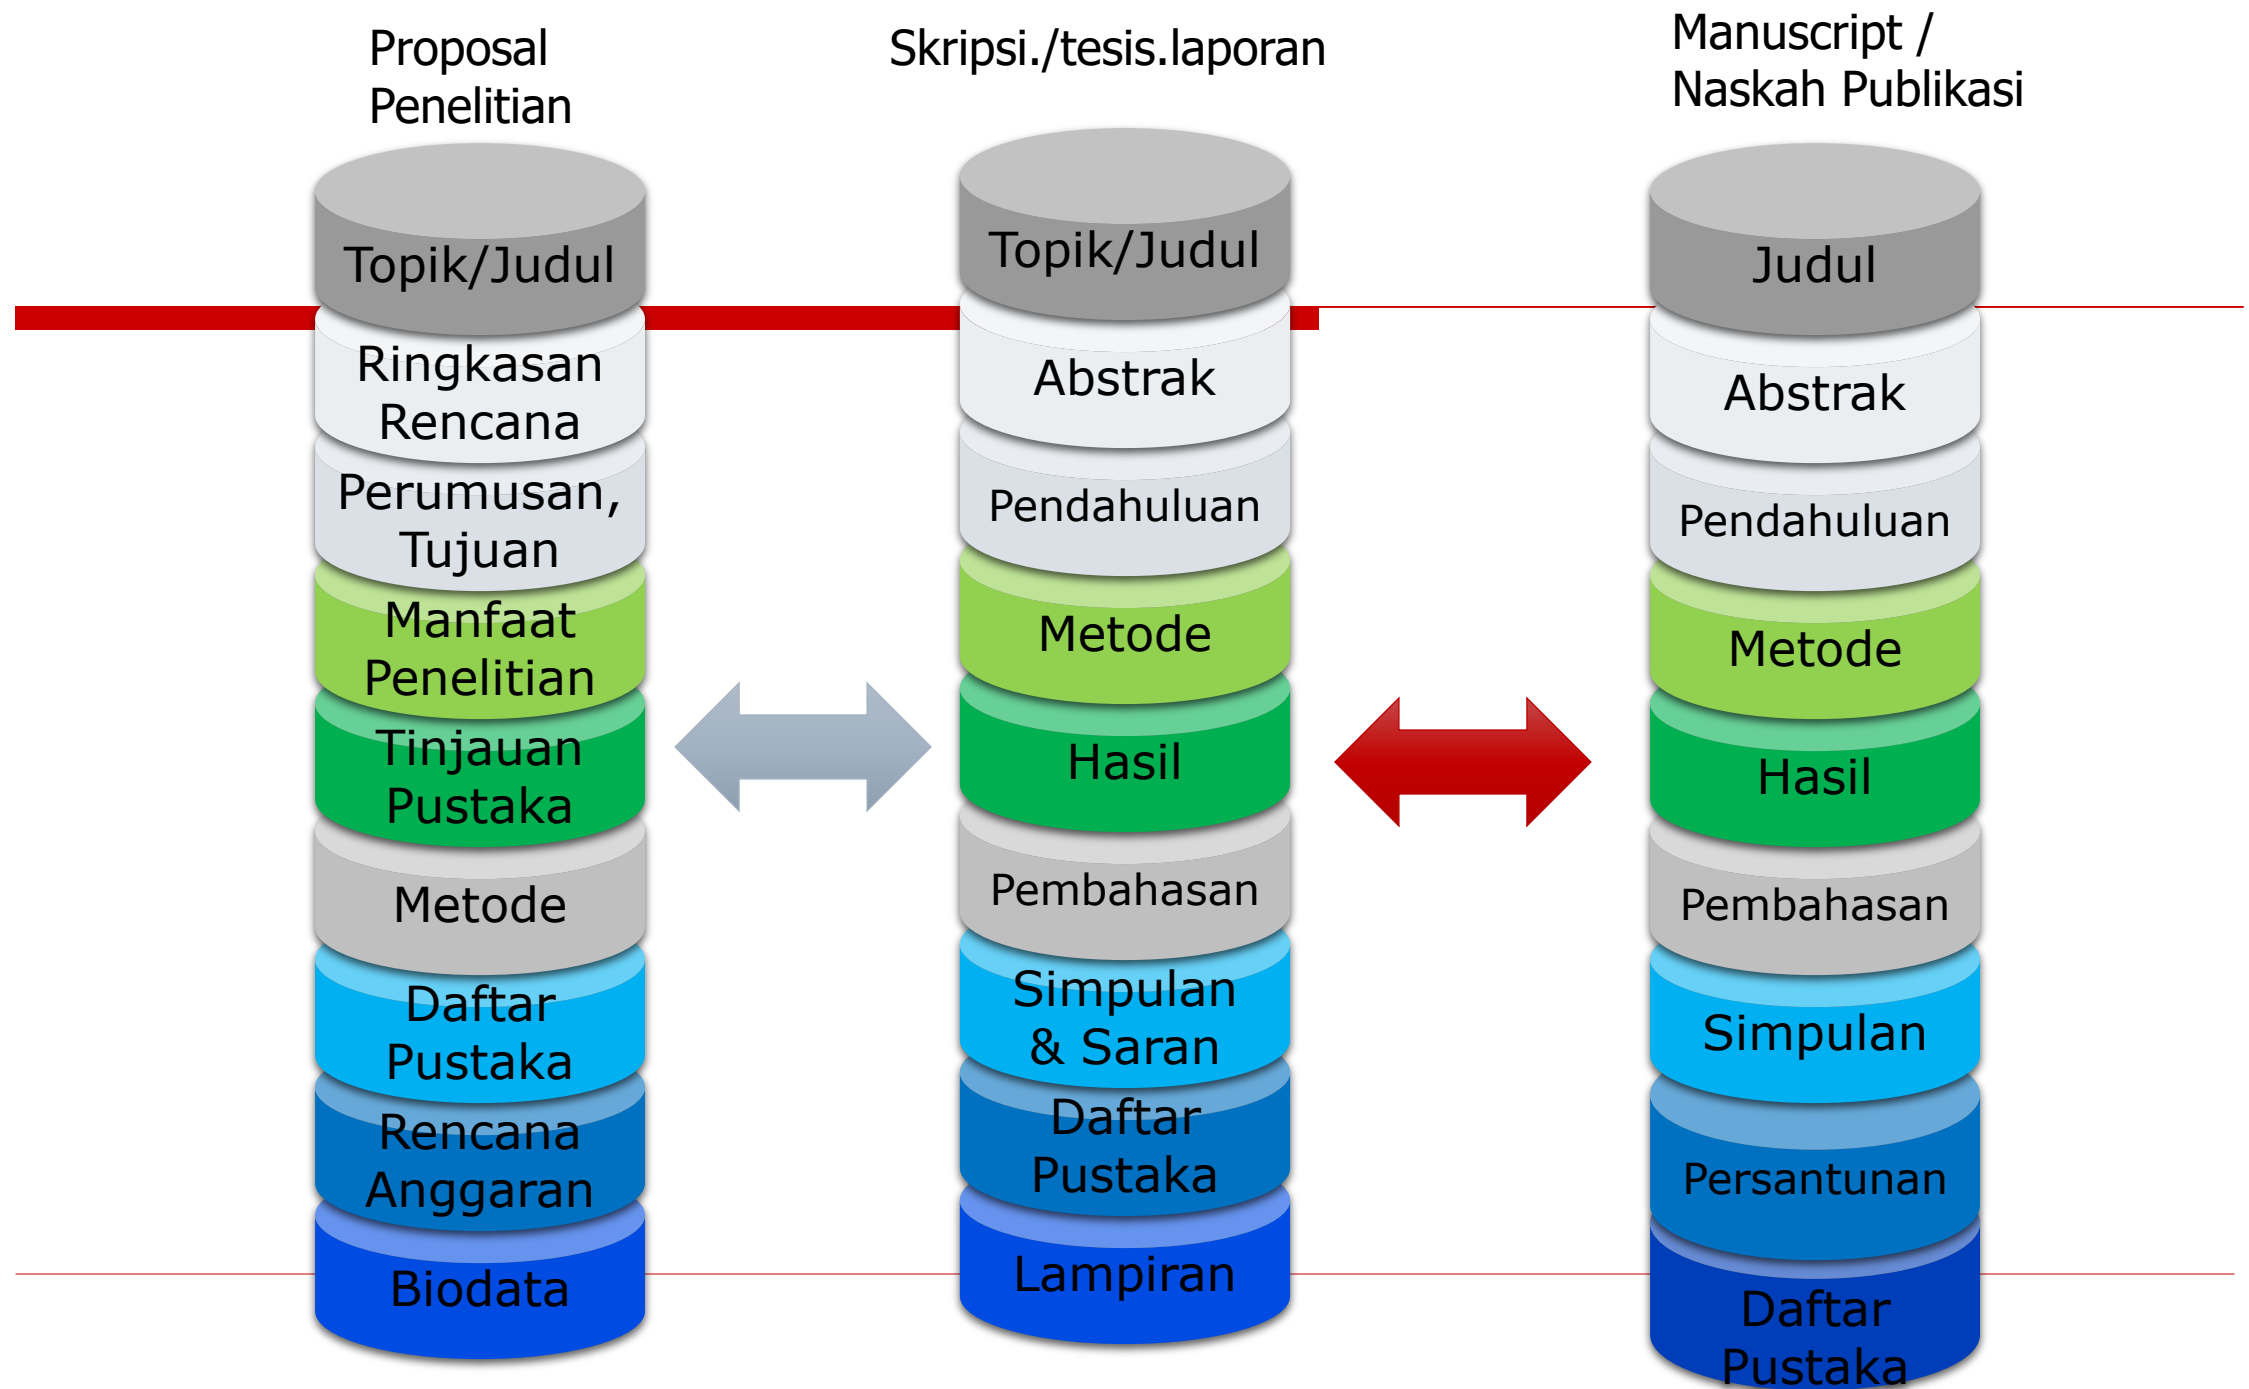 Proposal
Penelitian
Topik/Judul
Ringkasan
Rencana
Perumusan,
Tujuan
Manfaat
Penelitian
Tinjauan
Pustaka
Metode
Daftar
Pustaka
Rencana
Anggaran
Biodata
Skripsi./tesis.laporan
Topik/Judul
Abstrak
Pendahuluan
Metode
Hasil
Pembahasan
Simpulan
& Saran
Daftar
Pustaka
Lampiran
Manuscript /
Naskah Publikasi
Judul
Abstrak
Pendahuluan
Metode
Hasil
Pembahasan
Simpulan
Persantunan
Daftar
Pustaka